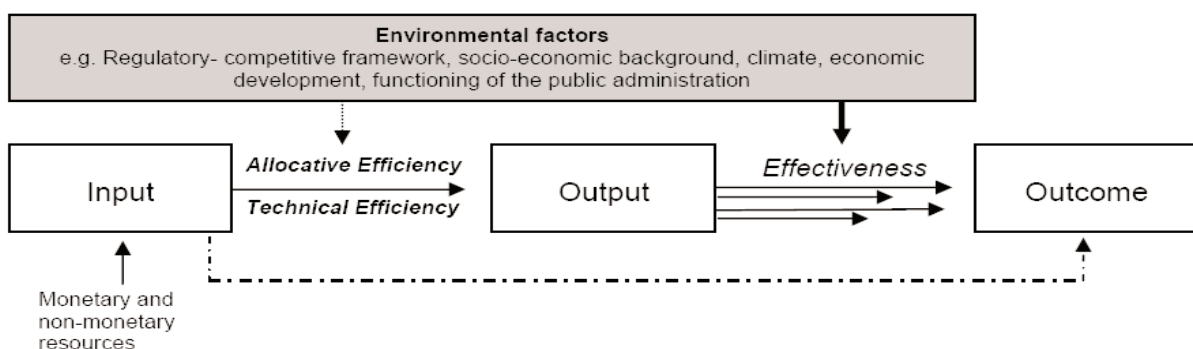 Environmental factors
e.g. Regulatory- competitive framework, socio-economic background, climate, economic
development, functioning of the public administration
Input
Allocative Efficiency
Technical Efficiency
Output
Effectiveness
Outcome
Monetary and
non-monetary
resources